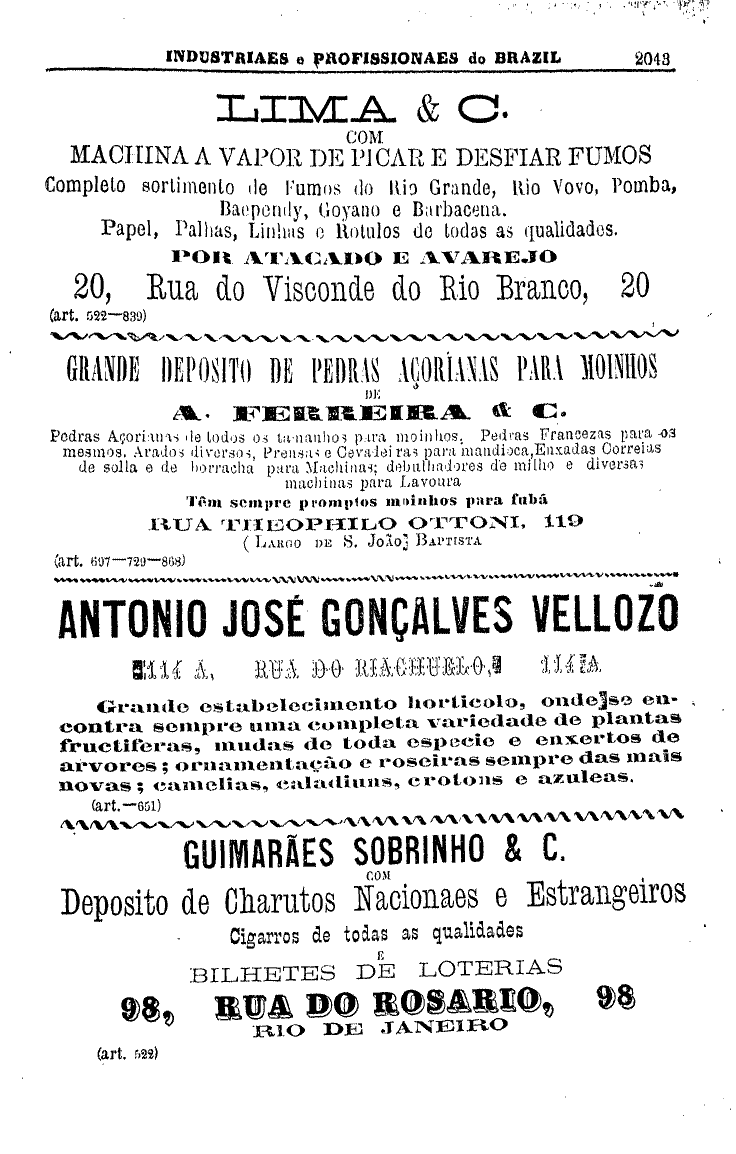 INDUSTRIAES e PROFISSIONAES do BRAZIL 2043
LIMA & C.
COM
MACHINA A VAPOR DE PICAR E DESFIAR FUMOS
Completo sortimento de Fumos do Rio Grande, Rio Vovo, Pomba,
Baependy, Goyano e Barbacena.
Papel, Palhas, Linhas e Rotulos de todas as qualidades.
POR ATACADO E AVAREJO
20, Rua do Visconde do Rio Branco, 20
(art. 522—839)
GRANDE DEPOSITO DE PEDRAS AÇORÍANAS PARA MOINHOS
DE
A. FERREIRA & C.
Pedras Açorianas de todos os tamanhos para moinhos, Pedras Francezas para os
mesmos, Arados diversos, Prensas e Cevadeiras para mandioca, Enxadas Correias
de solla e de borracha para Machinas; debulhadores de milho e diversas
machinas para Lavoura
Têm sempre promptos moinhos para fubá
RUA THEOPHILO OTTONI, 119
( LARGO DE S. João] BAPTISTA
(art. 697—729—868)
ANTONIO JOSÉ GONÇALVES VELLOZO
114 A, RUA DO RIACHUELO, 114 A
Grande estabelecimento horticolo, onde se en-
contra sempre uma completa variedade de plantas
fructiferas, mudas de toda especie e enxertos de
arvores; ornamentação e roseiras sempre das mais
novas; camelias, caladiuns, crotons e azuleas.
(art.—651)
GUIMARÃES SOBRINHO & C.
COM
Deposito de Charutos Nacionaes e Estrangeiros
Cigarros de todas as qualidades
E
BILHETES DE LOTERIAS
98, RUA DO ROSARIO, 98
RIO DE JANEIRO
(art. 522)